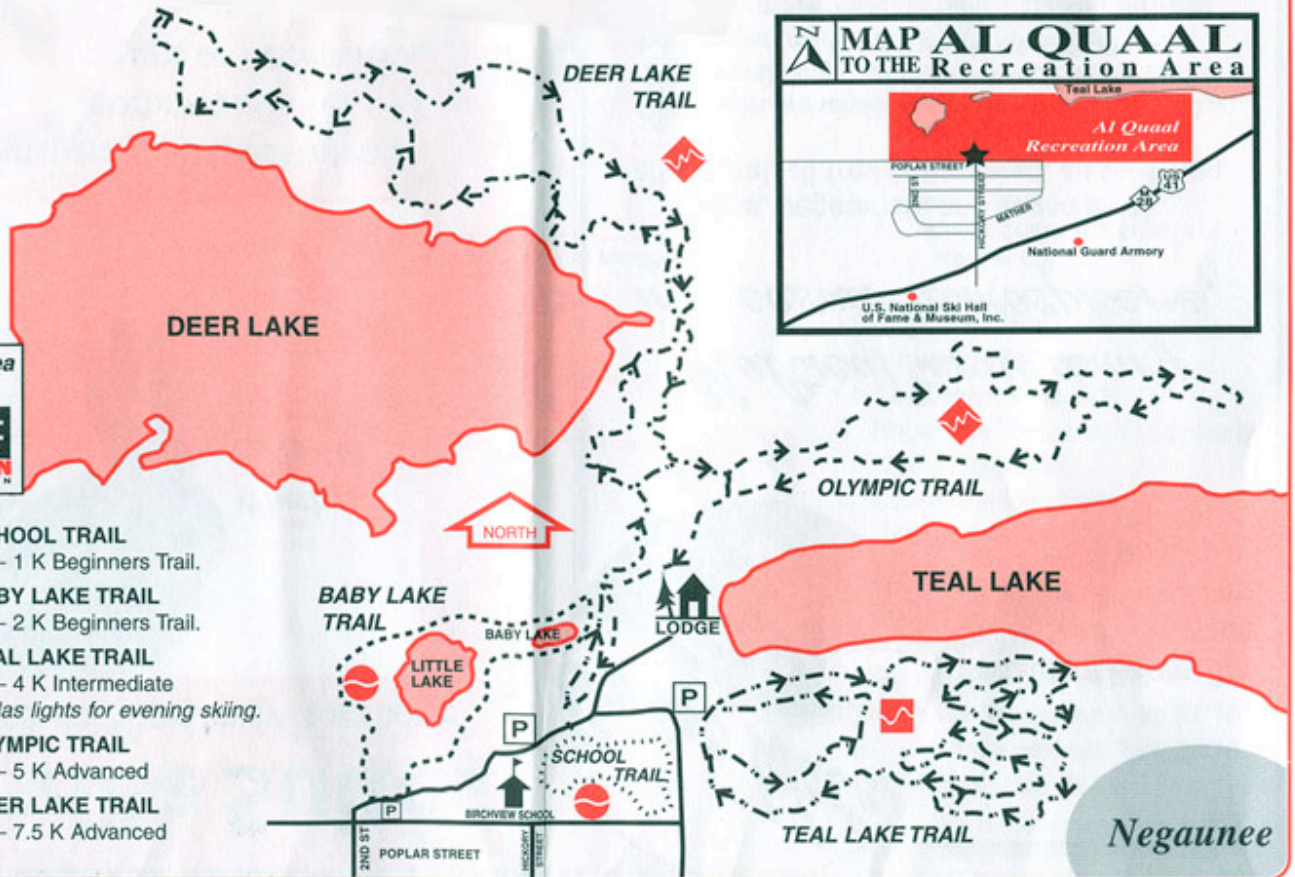 DEER LAKE
TRAIL
N
MAP
TO THE
AL QUAAL
Recreation Area
Teal Lake
Al Quaal
Recreation Area
POPLAR STREET
2ND ST
HICKORY STREET
MATHER
28
US
41
National Guard Armory
U.S. National Ski Hall
of Fame & Museum, Inc.
DEER LAKE
ea
N
OLYMPIC TRAIL
NORTH
TEAL LAKE
HOOL TRAIL
- 1 K Beginners Trail.
BY LAKE TRAIL
- 2 K Beginners Trail.
AL LAKE TRAIL
- 4 K Intermediate
las lights for evening skiing.
YMPIC TRAIL
- 5 K Advanced
ER LAKE TRAIL
- 7.5 K Advanced
BABY LAKE
TRAIL
BABY LAKE
LITTLE
LAKE
LODGE
P
P
SCHOOL
TRAIL
P
BIRCHVIEW SCHOOL
2ND ST
POPLAR STREET
HICKORY
STREET
TEAL LAKE TRAIL
Negaunee